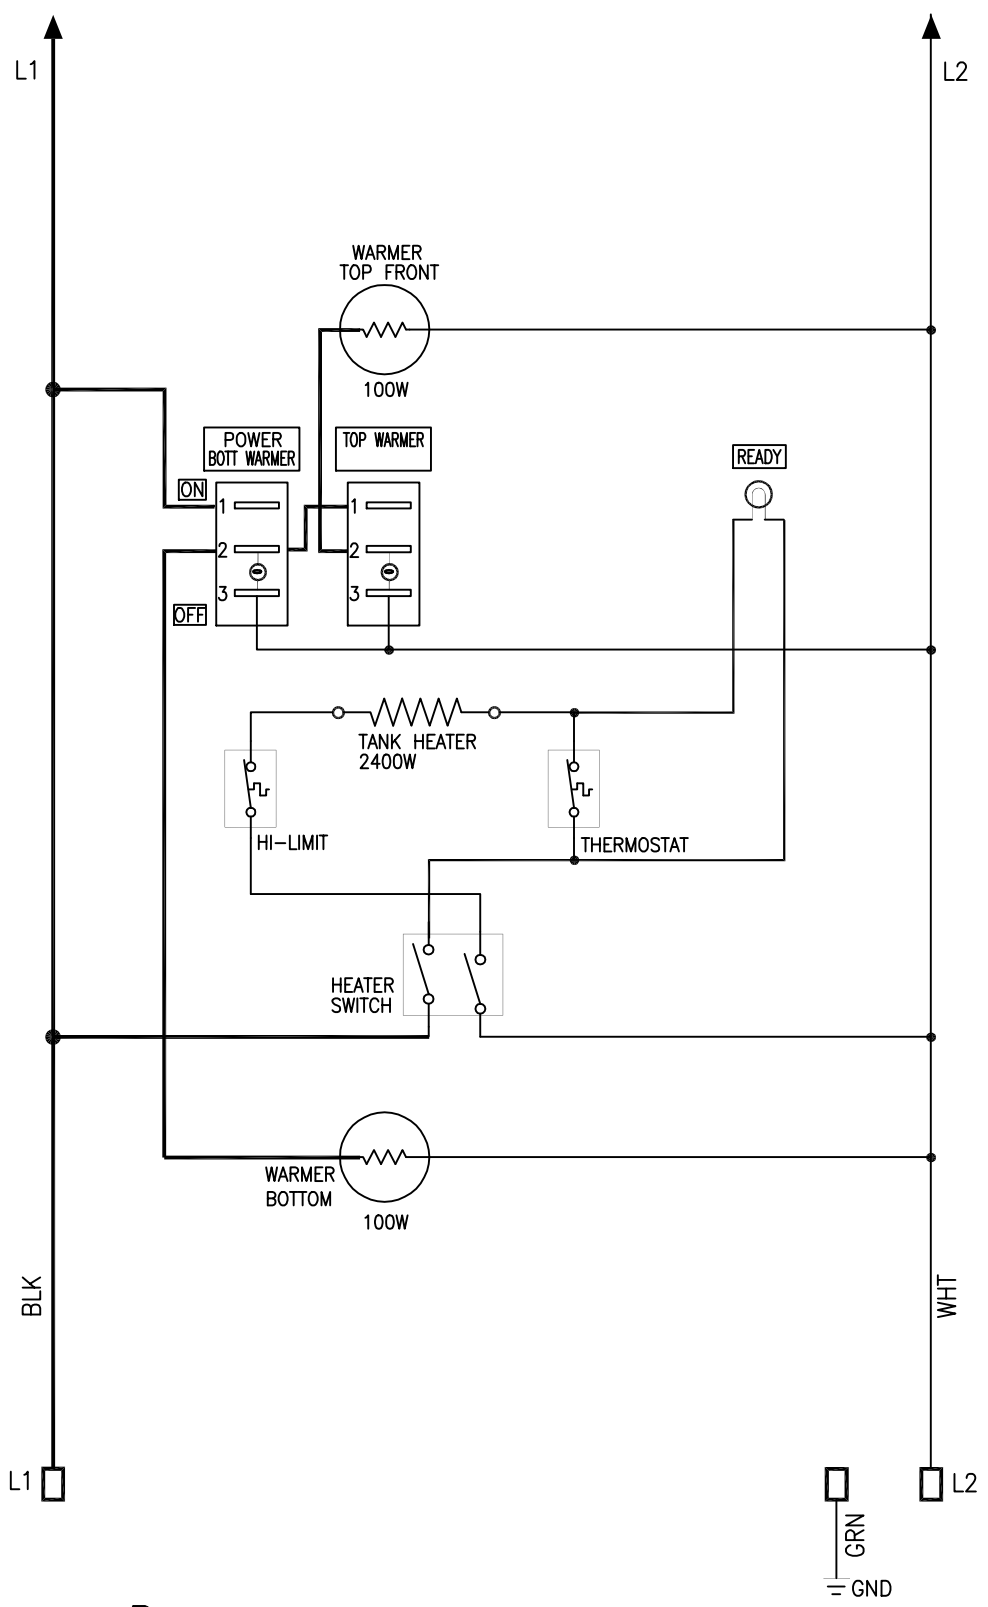 L1
L2
WARMER
TOP FRONT
100W
POWER
BOTT WARMER
TOP WARMER
READY
ON
1
1
2
2
3
3
OFF
TANK HEATER
2400W
HI-LIMIT
THERMOSTAT
HEATER
SWITCH
WARMER
BOTTOM
100W
BLK
WHT
L1
L2
GRN
GND